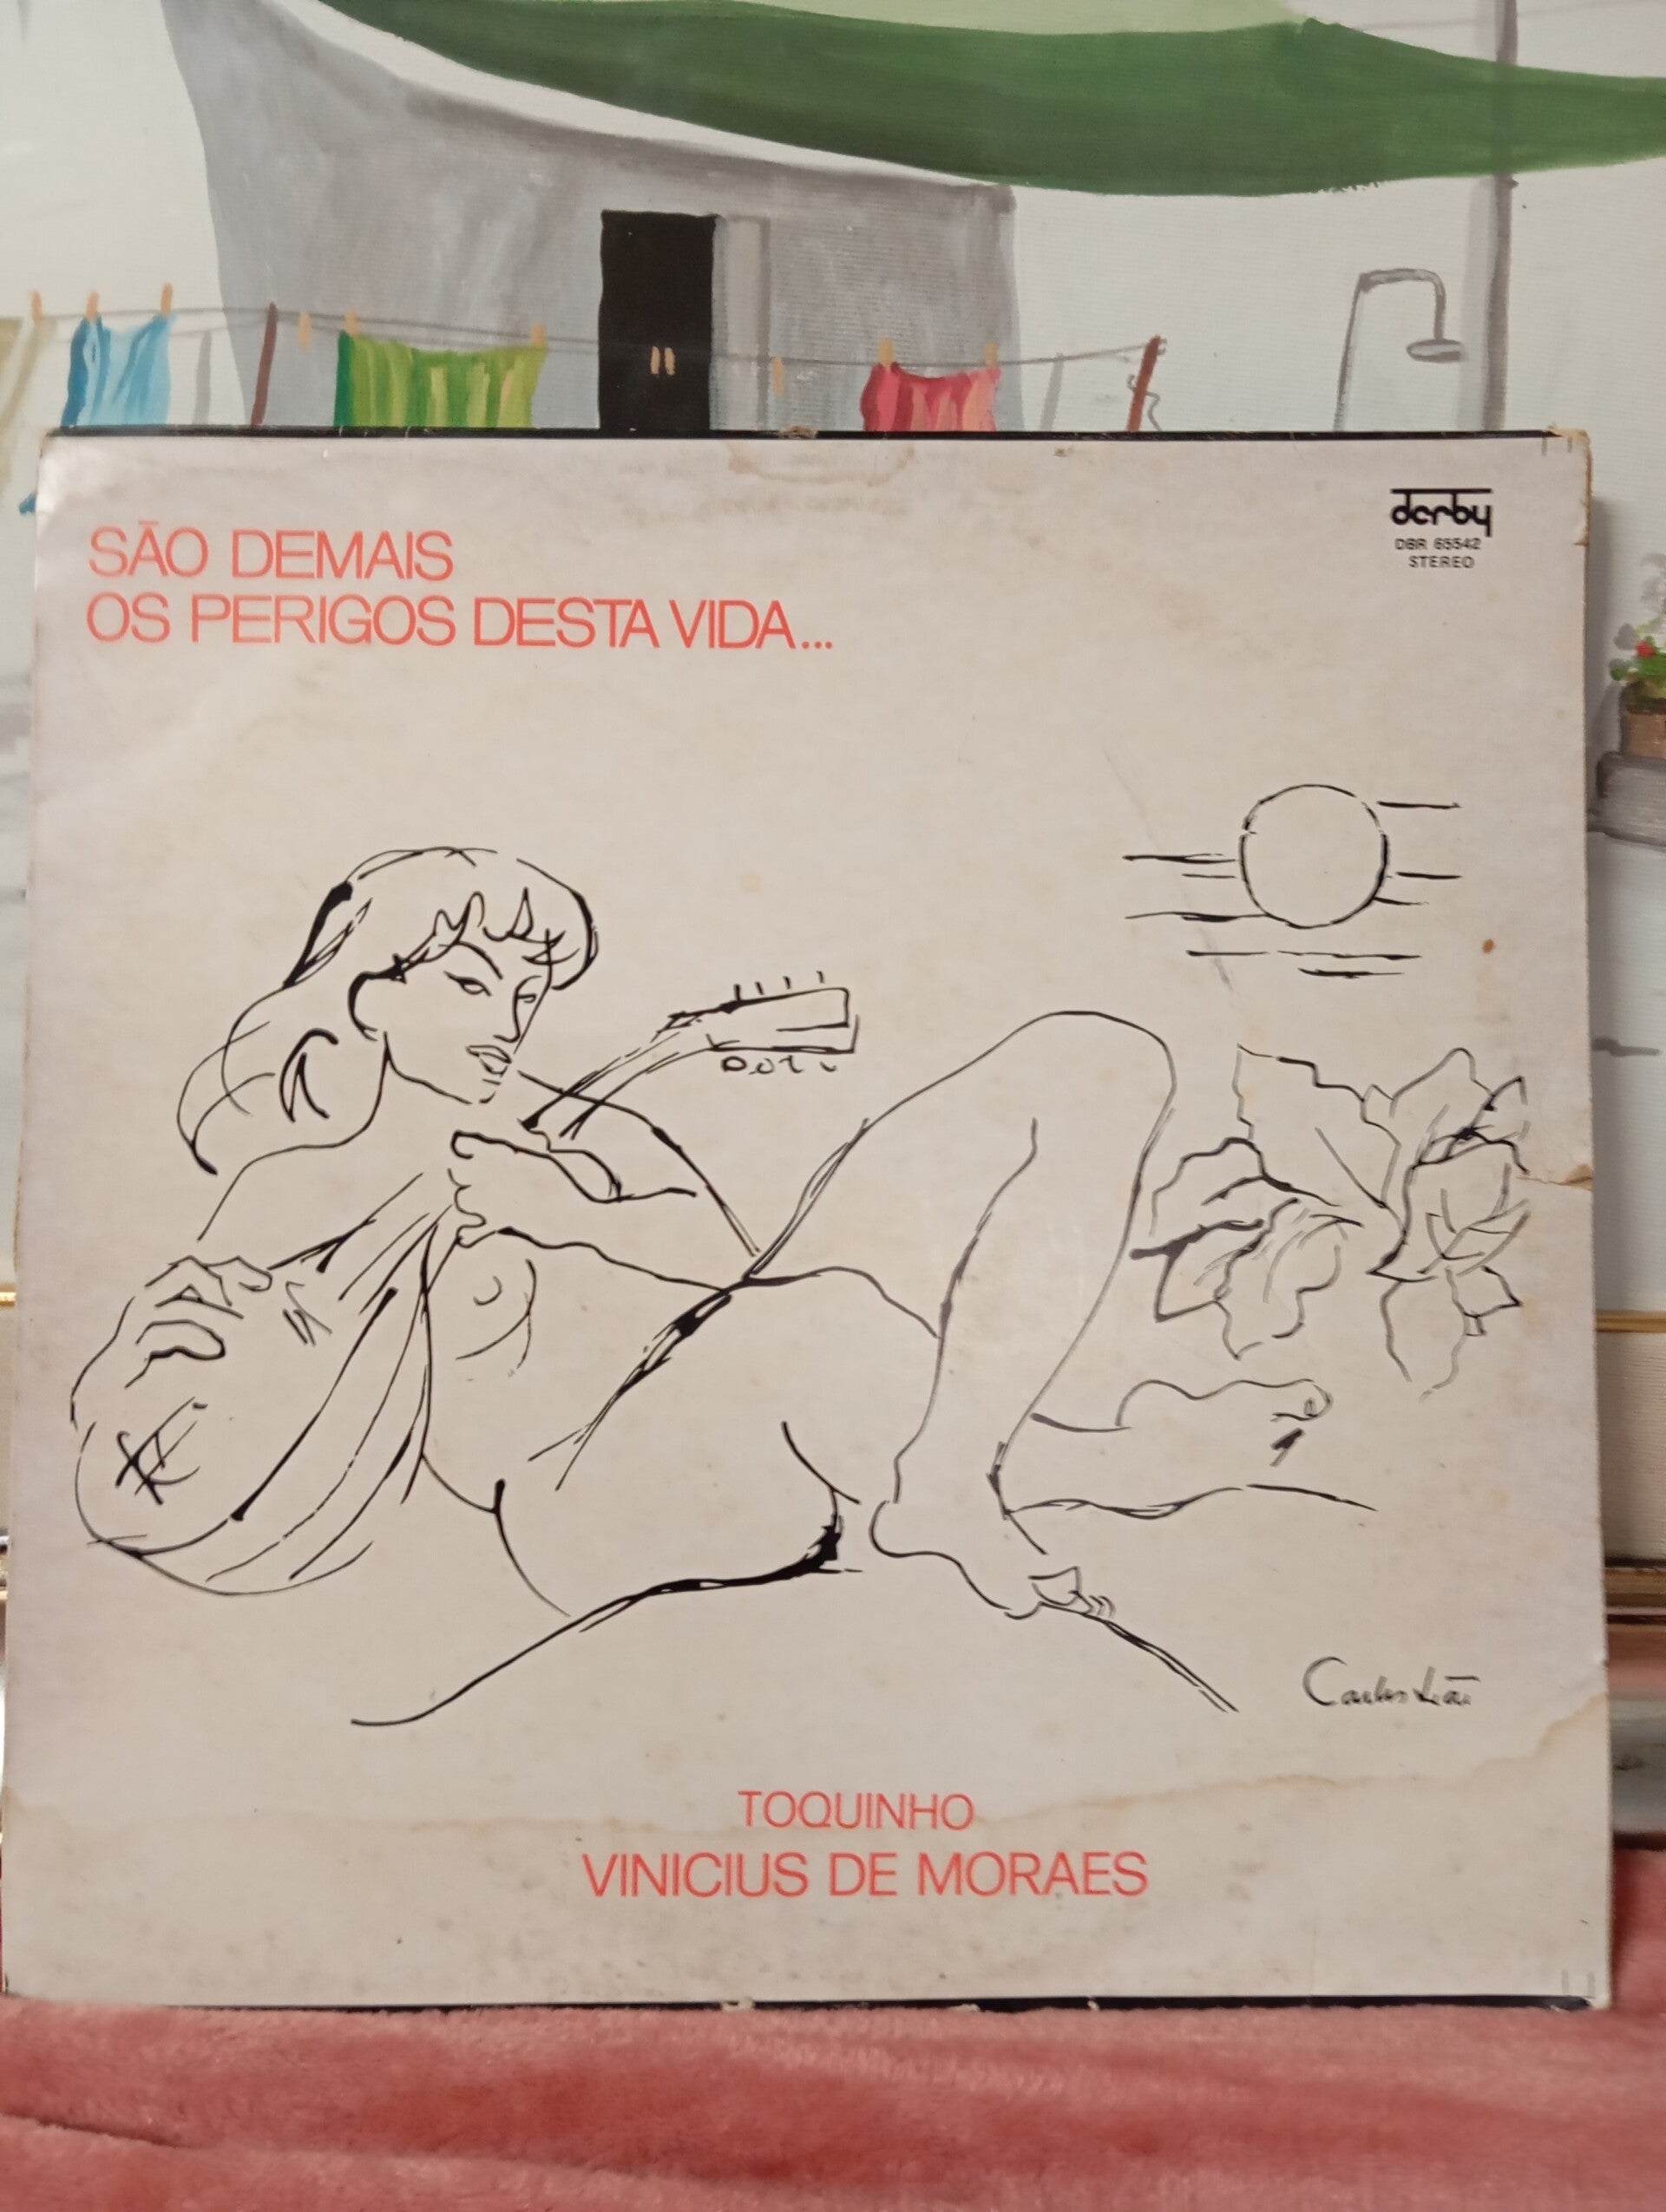 SÃO DEMAIS
OS PERIGOS DESTA VIDA...
derby
DBR 65542
STEREO
Carlos Leão
TOQUINHO
VINICIUS DE MORAES